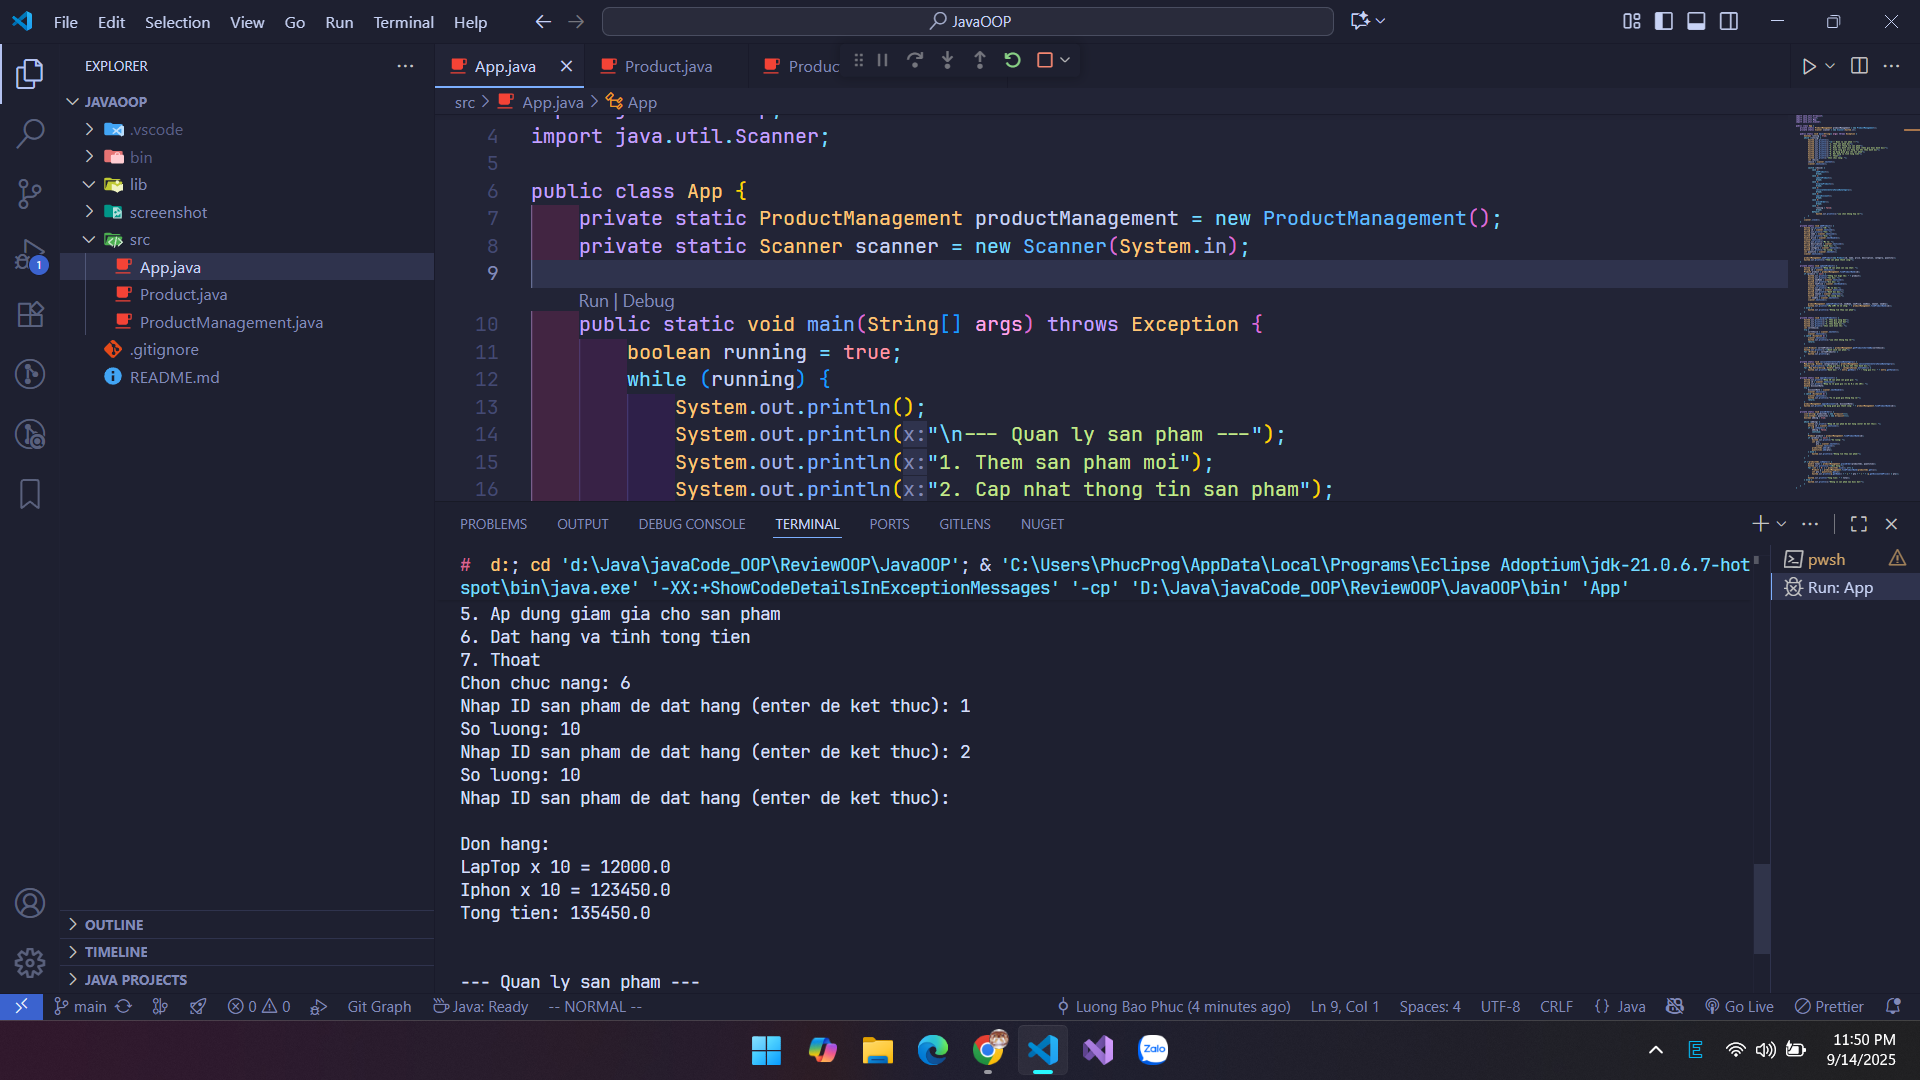 File Edit Selection View Go Run Terminal Help
JavaOOP
EXPLORER
JAVAOOP
.vscode
bin
lib
screenshot
src
App.java
Product.java
ProductManagement.java
.gitignore
README.md
OUTLINE
TIMELINE
JAVA PROJECTS
App.java Product.java Produc
src > App.java > App
4 import java.util.Scanner;
5
6 public class App {
7 private static ProductManagement productManagement = new ProductManagement();
8 private static Scanner scanner = new Scanner(System.in);
9
Run | Debug
10 public static void main(String[] args) throws Exception {
11 boolean running = true;
12 while (running) {
13 System.out.println();
14 System.out.println(x:"\n--- Quan ly san pham ---");
15 System.out.println(x:"1. Them san pham moi");
16 System.out.println(x:"2. Cap nhat thong tin san pham");
PROBLEMS OUTPUT DEBUG CONSOLE TERMINAL PORTS GITLENS NUGET
# d:; cd 'd:\Java\javaCode_OOP\ReviewOOP\JavaOOP'; & 'C:\Users\PhucProg\AppData\Local\Programs\Eclipse Adoptium\jdk-21.0.6.7-hot
spot\bin\java.exe' '-XX:+ShowCodeDetailsInExceptionMessages' '-cp' 'D:\Java\javaCode_OOP\ReviewOOP\JavaOOP\bin' 'App'
5. Ap dung giam gia cho san pham
6. Dat hang va tinh tong tien
7. Thoat
Chon chuc nang: 6
Nhap ID san pham de dat hang (enter de ket thuc): 1
So luong: 10
Nhap ID san pham de dat hang (enter de ket thuc): 2
So luong: 10
Nhap ID san pham de dat hang (enter de ket thuc):
Don hang:
LapTop x 10 = 12000.0
Iphon x 10 = 123450.0
Tong tien: 135450.0
--- Quan ly san pham ---
pwsh
Run: App
1
main 0 0 Git Graph Java: Ready -- NORMAL -- Luong Bao Phuc (4 minutes ago) Ln 9, Col 1 Spaces: 4 UTF-8 CRLF {} Java Go Live Prettier
Zalo
E
11:50 PM
9/14/2025